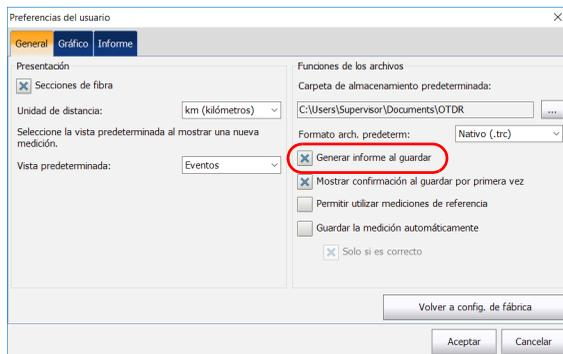 Preferencias del usuario
General Gráfico Informe
Presentación
Secciones de fibra
Unidad de distancia: km (kilómetros)
Seleccione la vista predeterminada al mostrar una nueva
medición.
Vista predeterminada: Eventos
Funciones de los archivos
Carpeta de almacenamiento predeterminada:
C:\Users\Supervisor\Documents\OTDR ...
Formato arch. predeterm: Nativo (.trc)
Generar informe al guardar
Mostrar confirmación al guardar por primera vez
Permitir utilizar mediciones de referencia
Guardar la medición automáticamente
Solo si es correcto
Volver a config. de fábrica
Aceptar Cancelar